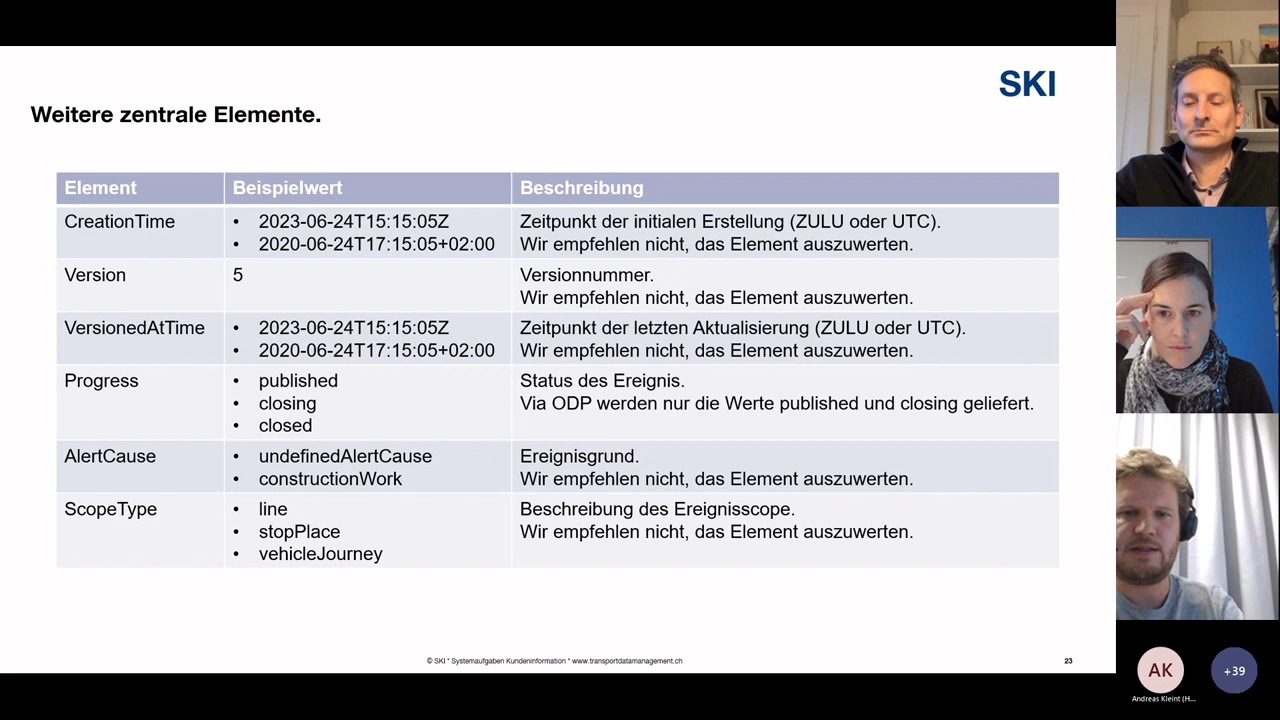 SKI
Weitere zentrale Elemente.
Element Beispielwert Beschreibung
CreationTime
• 2023-06-24T15:15:05Z
• 2020-06-24T17:15:05+02:00
Zeitpunkt der initialen Erstellung (ZULU oder UTC).
Wir empfehlen nicht, das Element auszuwerten.
Version
5
Versionnummer.
Wir empfehlen nicht, das Element auszuwerten.
VersionedAtTime
• 2023-06-24T15:15:05Z
• 2020-06-24T17:15:05+02:00
Zeitpunkt der letzten Aktualisierung (ZULU oder UTC).
Wir empfehlen nicht, das Element auszuwerten.
Progress
• published
• closing
• closed
Status des Ereignis.
Via ODP werden nur die Werte published und closing geliefert.
AlertCause
• undefinedAlertCause
• constructionWork
Ereignisgrund.
Wir empfehlen nicht, das Element auszuwerten.
ScopeType
• line
• stopPlace
• vehicleJourney
Beschreibung des Ereignisscope.
Wir empfehlen nicht, das Element auszuwerten.
© SKI * Systemaufgaben Kundeninformation * www.transportdatamanagement.ch
23
AK
+39
Andreas Kleint (H...